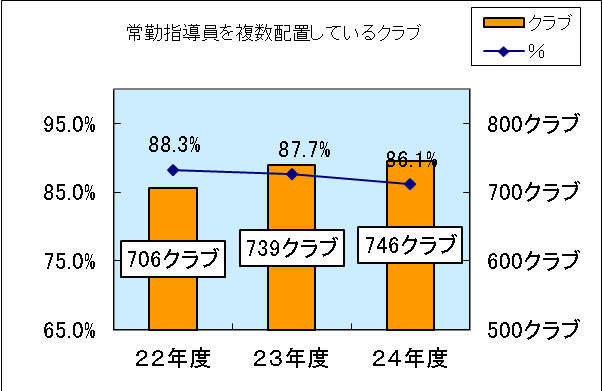 常勤指導員を複数配置しているクラブ
クラブ
%
95.0%
85.0%
75.0%
65.0%
88.3%
87.7%
86.1%
706クラブ
739クラブ
746クラブ
800クラブ
700クラブ
600クラブ
500クラブ
22年度
23年度
24年度